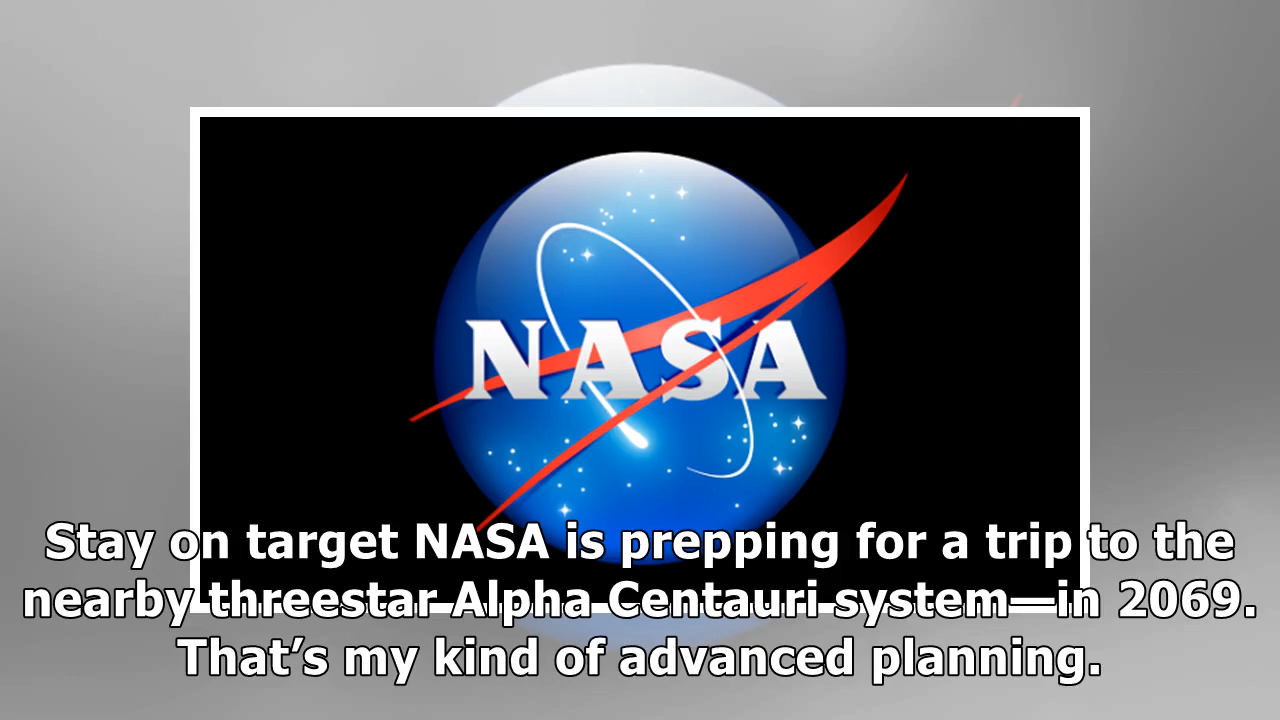 NASA
Stay on target NASA is prepping for a trip to the
nearby threestar Alpha Centauri system—in 2069.
That’s my kind of advanced planning.